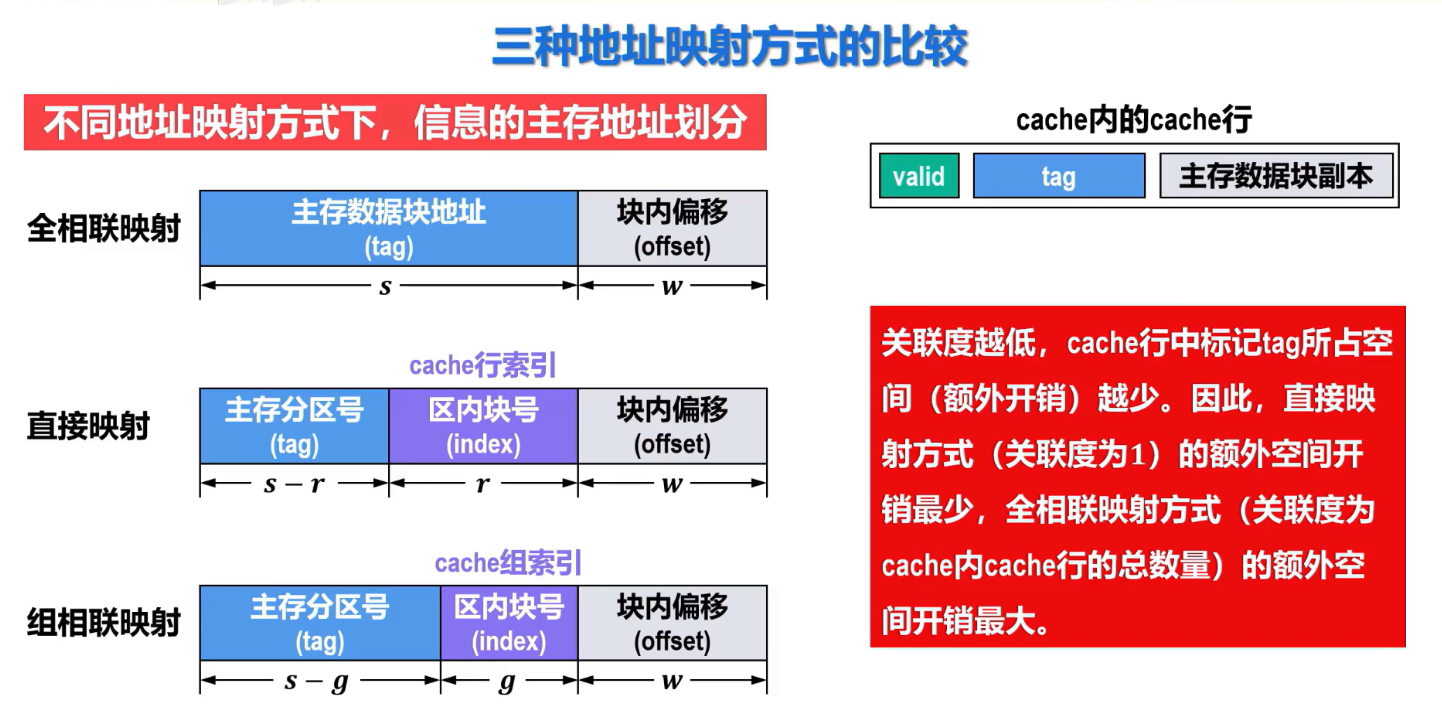 三种地址映射方式的比较
不同地址映射方式下，信息的主存地址划分
全相联映射
主存数据块地址
(tag)
块内偏移
(offset)
s
w
cache行索引
直接映射
主存分区号
(tag)
区内块号
(index)
块内偏移
(offset)
s − r
r
w
cache组索引
组相联映射
主存分区号
(tag)
区内块号
(index)
块内偏移
(offset)
s − g
g
w
cache内的cache行
valid
tag
主存数据块副本
关联度越低，cache行中标记tag所占空
间（额外开销）越少。因此，直接映
射方式（关联度为1）的额外空间开
销最少，全相联映射方式（关联度为
cache内cache行的总数量）的额外空
间开销最大。